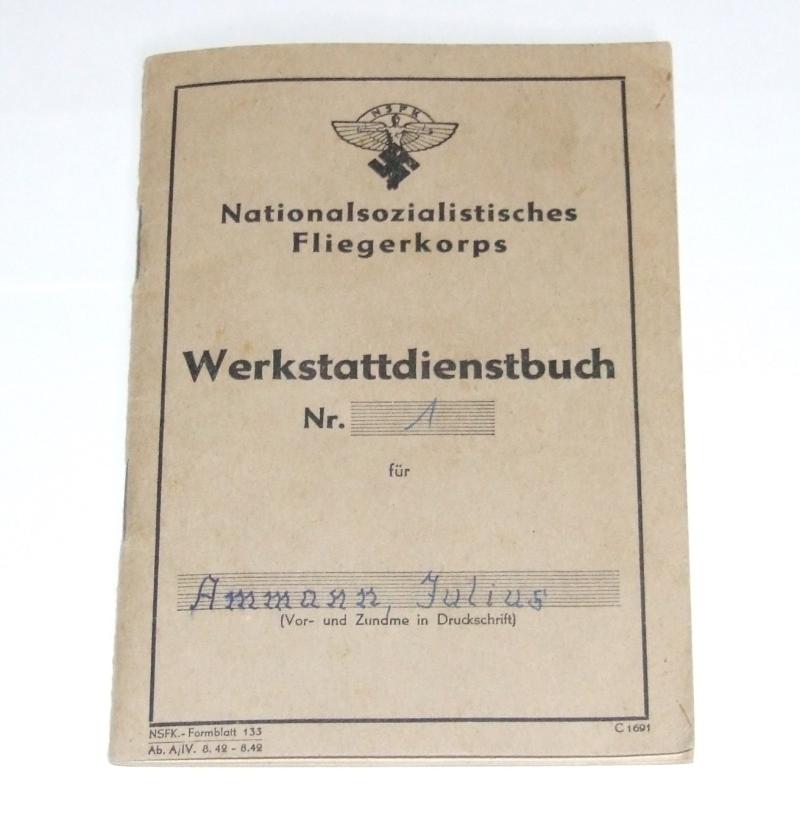 NSFK
Nationalsozialistisches
Fliegerkorps
Werkstattdienstbuch
Nr. 1
für
Ammann, Julius
(Vor- und Zuname in Druckschrift)
NSFK.- Formblatt 133
Ab. A/IV. 8. 42 - 8.42
C 1691